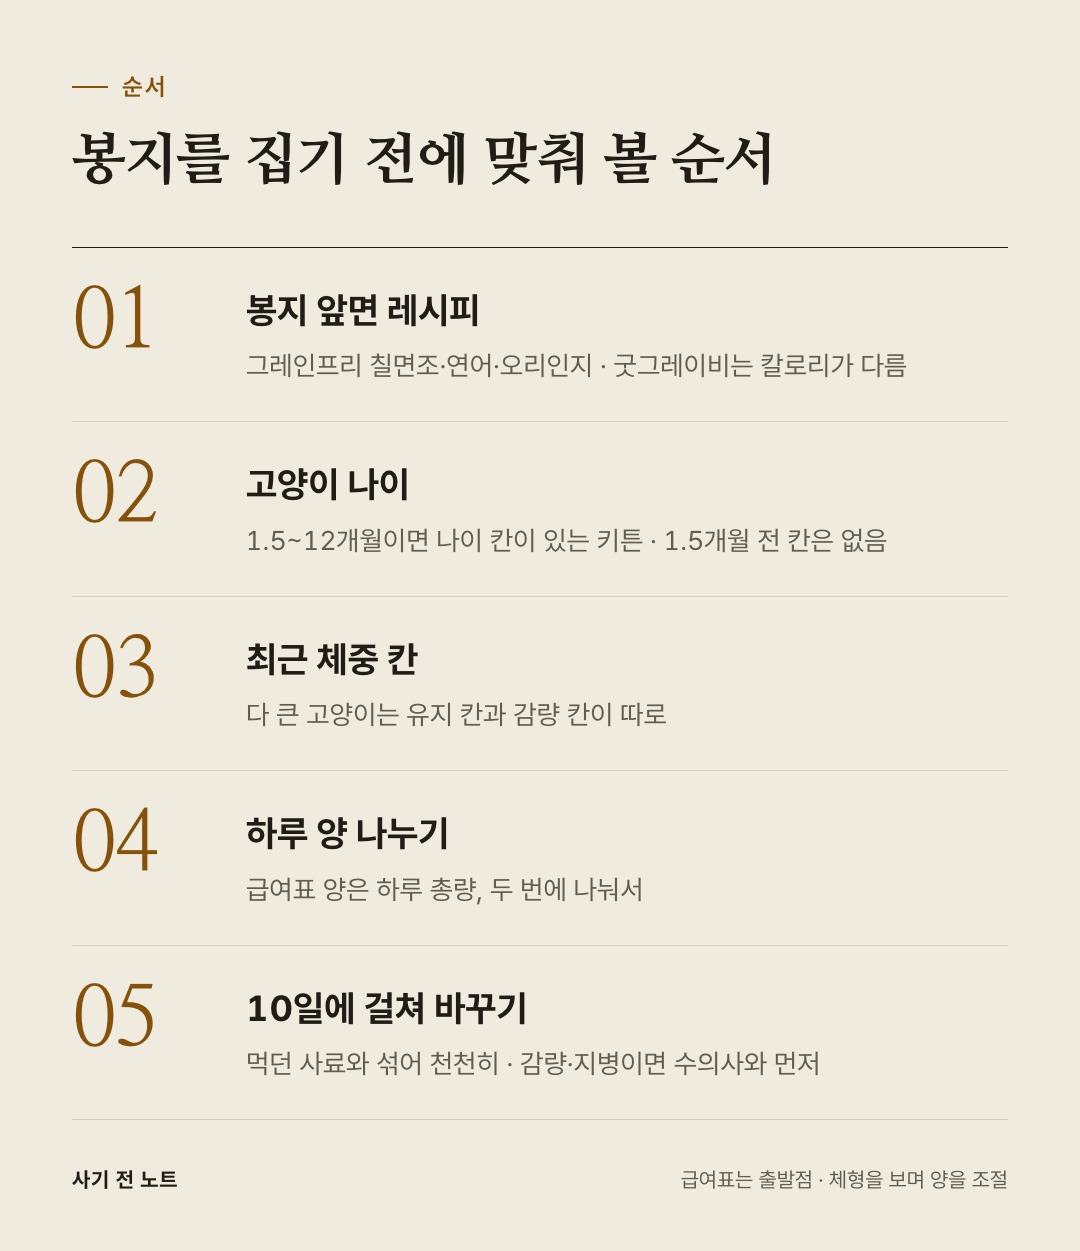 순서
봉지를 집기 전에 맞춰 볼 순서
01
봉지 앞면 레시피
그레인프리 칠면조·연어·오리인지 · 굿그레이비는 칼로리가 다름
02
고양이 나이
1.5~12개월이면 나이 칸이 있는 키튼 · 1.5개월 전 칸은 없음
03
최근 체중 칸
다 큰 고양이는 유지 칸과 감량 칸이 따로
04
하루 양 나누기
급여표 양은 하루 총량, 두 번에 나눠서
05
10일에 걸쳐 바꾸기
먹던 사료와 섞어 천천히 · 감량·지병이면 수의사와 먼저
사기 전 노트
급여표는 출발점 · 체형을 보며 양을 조절